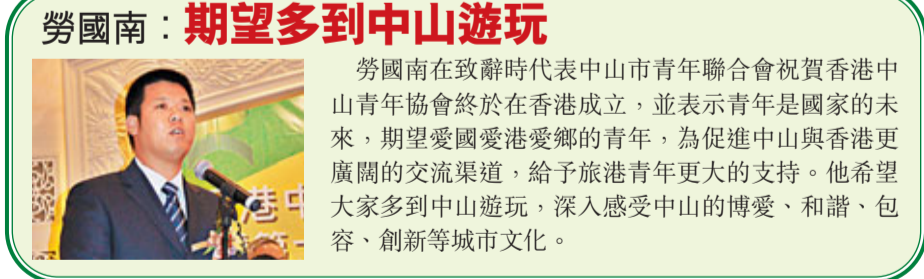 勞國南：期望多到中山遊玩
勞國南在致辭時代表中山市青年聯合會祝賀香港中
山青年協會終於在香港成立，並表示青年是國家的未
來，期望愛國愛港愛鄉的青年，為促進中山與香港更
廣闊的交流渠道，給予旅港青年更大的支持。他希望
大家多到中山遊玩，深入感受中山的博愛、和諧、包
容、創新等城市文化。
港中